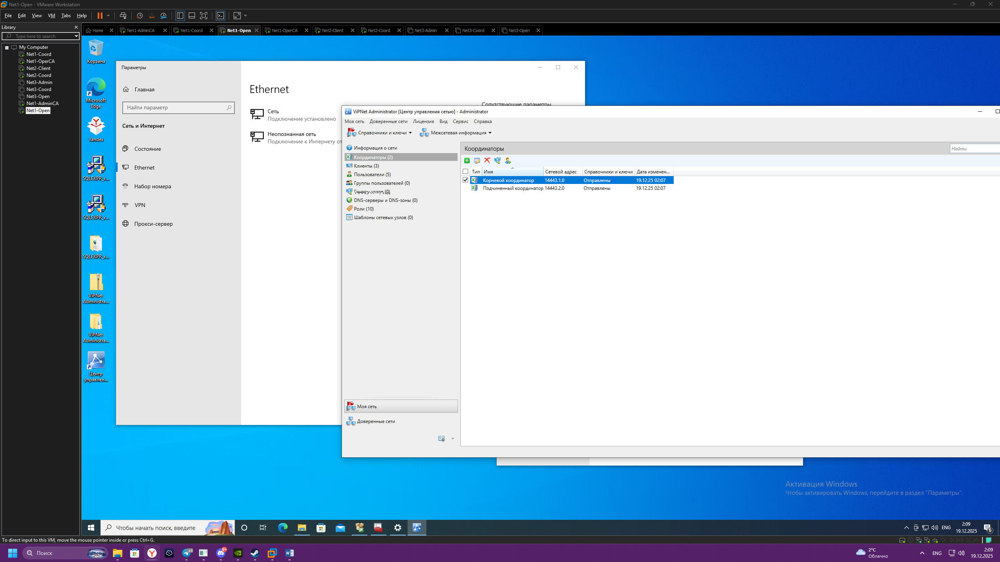 Net1-Open - VMware Workstation
File Edit View VM Tabs Help
Library
Type here to search
My Computer
Net1-Coord
Net1-OperCA
Net2-Client
Net2-Coord
Net3-Admin
Net3-Coord
Net3-Open
Net1-AdminCA
Net1-Open
Home Net1-AdminCA Net1-Coord Net1-Open Net1-OperCA Net2-Client Net2-Coord Net3-Admin Net3-Coord Net3-Open
Корзина
Microsoft
Edge
Yandex
SQLEXPR_x...
SQLEXPR_x...
SQLEXPR_x...
ViPNet
Administra...
ViPNet
Administra...
Центр
управлен...
Параметры
Главная
Найти параметр
Сеть и Интернет
Состояние
Ethernet
Набор номера
VPN
Прокси-сервер
Ethernet
Сеть
Подключение установлено
Неопознанная сеть
Подключение к Интернету от
Сопутствующие параметры
ViPNet Administrator [Центр управления сетью] - Administrator
Моя сеть Доверенные сети Лицензия Вид Сервис Справка
Справочники и ключи Межсетевая информация
Информация о сети
Координаторы (2)
Клиенты (3)
Пользователи (5)
Группы пользователей (0)
(0)
DNS-серверы и DNS-зоны (0)
Роли (10)
Шаблоны сетевых узлов (0)
Моя сеть
Доверенные сети
Координаторы
Найти
Тип Имя Сетевой адрес Справочники и ключи Дата изменен...
Корневой координатор 14443.1.0 Отправлены 19.12.25 02:07
Подчиненный координатор 14443.2.0 Отправлены 19.12.25 02:07
Активация Windows
Чтобы активировать Windows, перейдите в раздел "Параметры".
Чтобы начать поиск, введите
ENG
2:09
19.12.2025
6
To direct input to this VM, move the mouse pointer inside or press Ctrl+G.
Поиск
43
9+
2°C
Облачно
ENG
2:09
19.12.2025